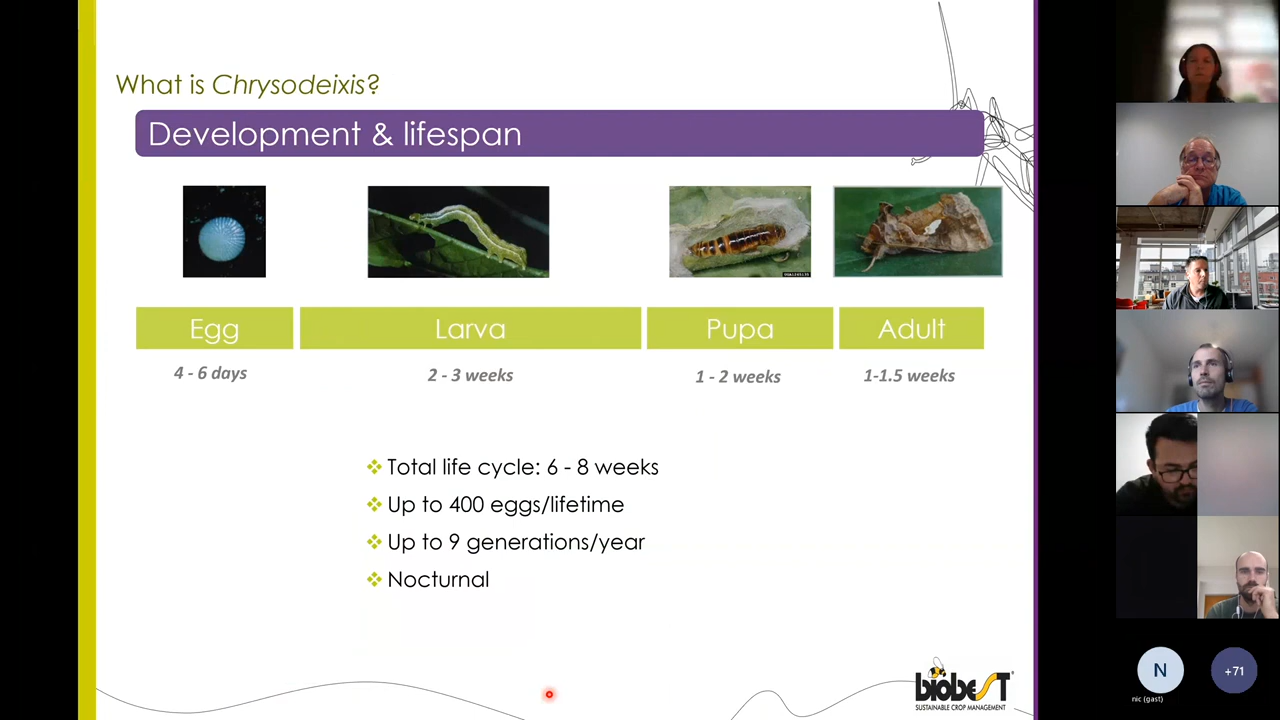 What is Chrysodeixis?
Development & lifespan
Egg
Larva
Pupa
Adult
4 - 6 days
2 - 3 weeks
1 - 2 weeks
1-1.5 weeks
Total life cycle: 6 - 8 weeks
Up to 400 eggs/lifetime
Up to 9 generations/year
Nocturnal
biobesT
SUSTAINABLE CROP MANAGEMENT
N
+71
nic (gast)